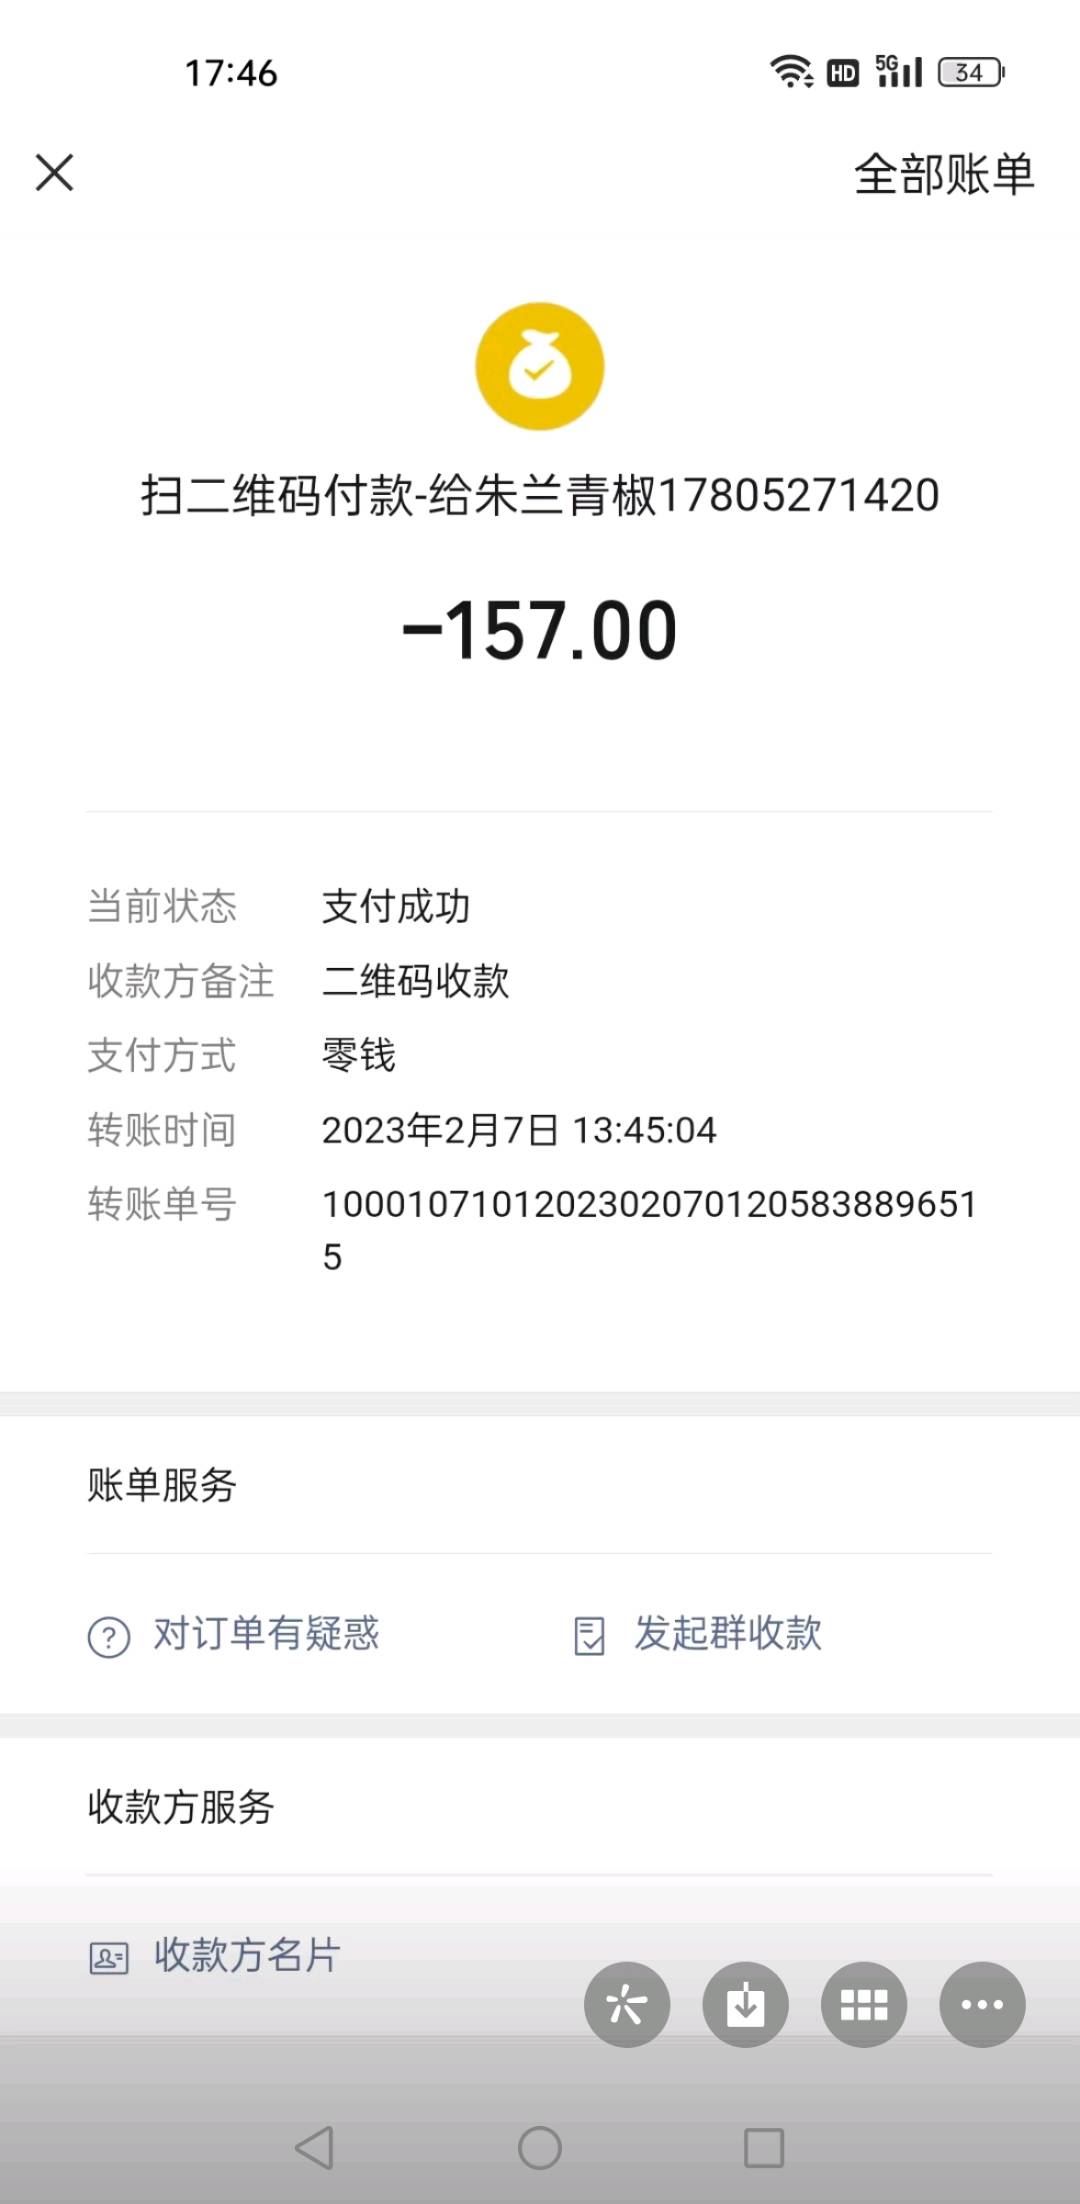 17:46
HD 5G 34
全部账单
扫二维码付款-给朱兰青椒17805271420
-157.00
当前状态 支付成功
收款方备注 二维码收款
支付方式 零钱
转账时间 2023年2月7日 13:45:04
转账单号 100010710120230207012058388965​1
5
账单服务
对订单有疑惑 发起群收款
收款方服务
收款方名片